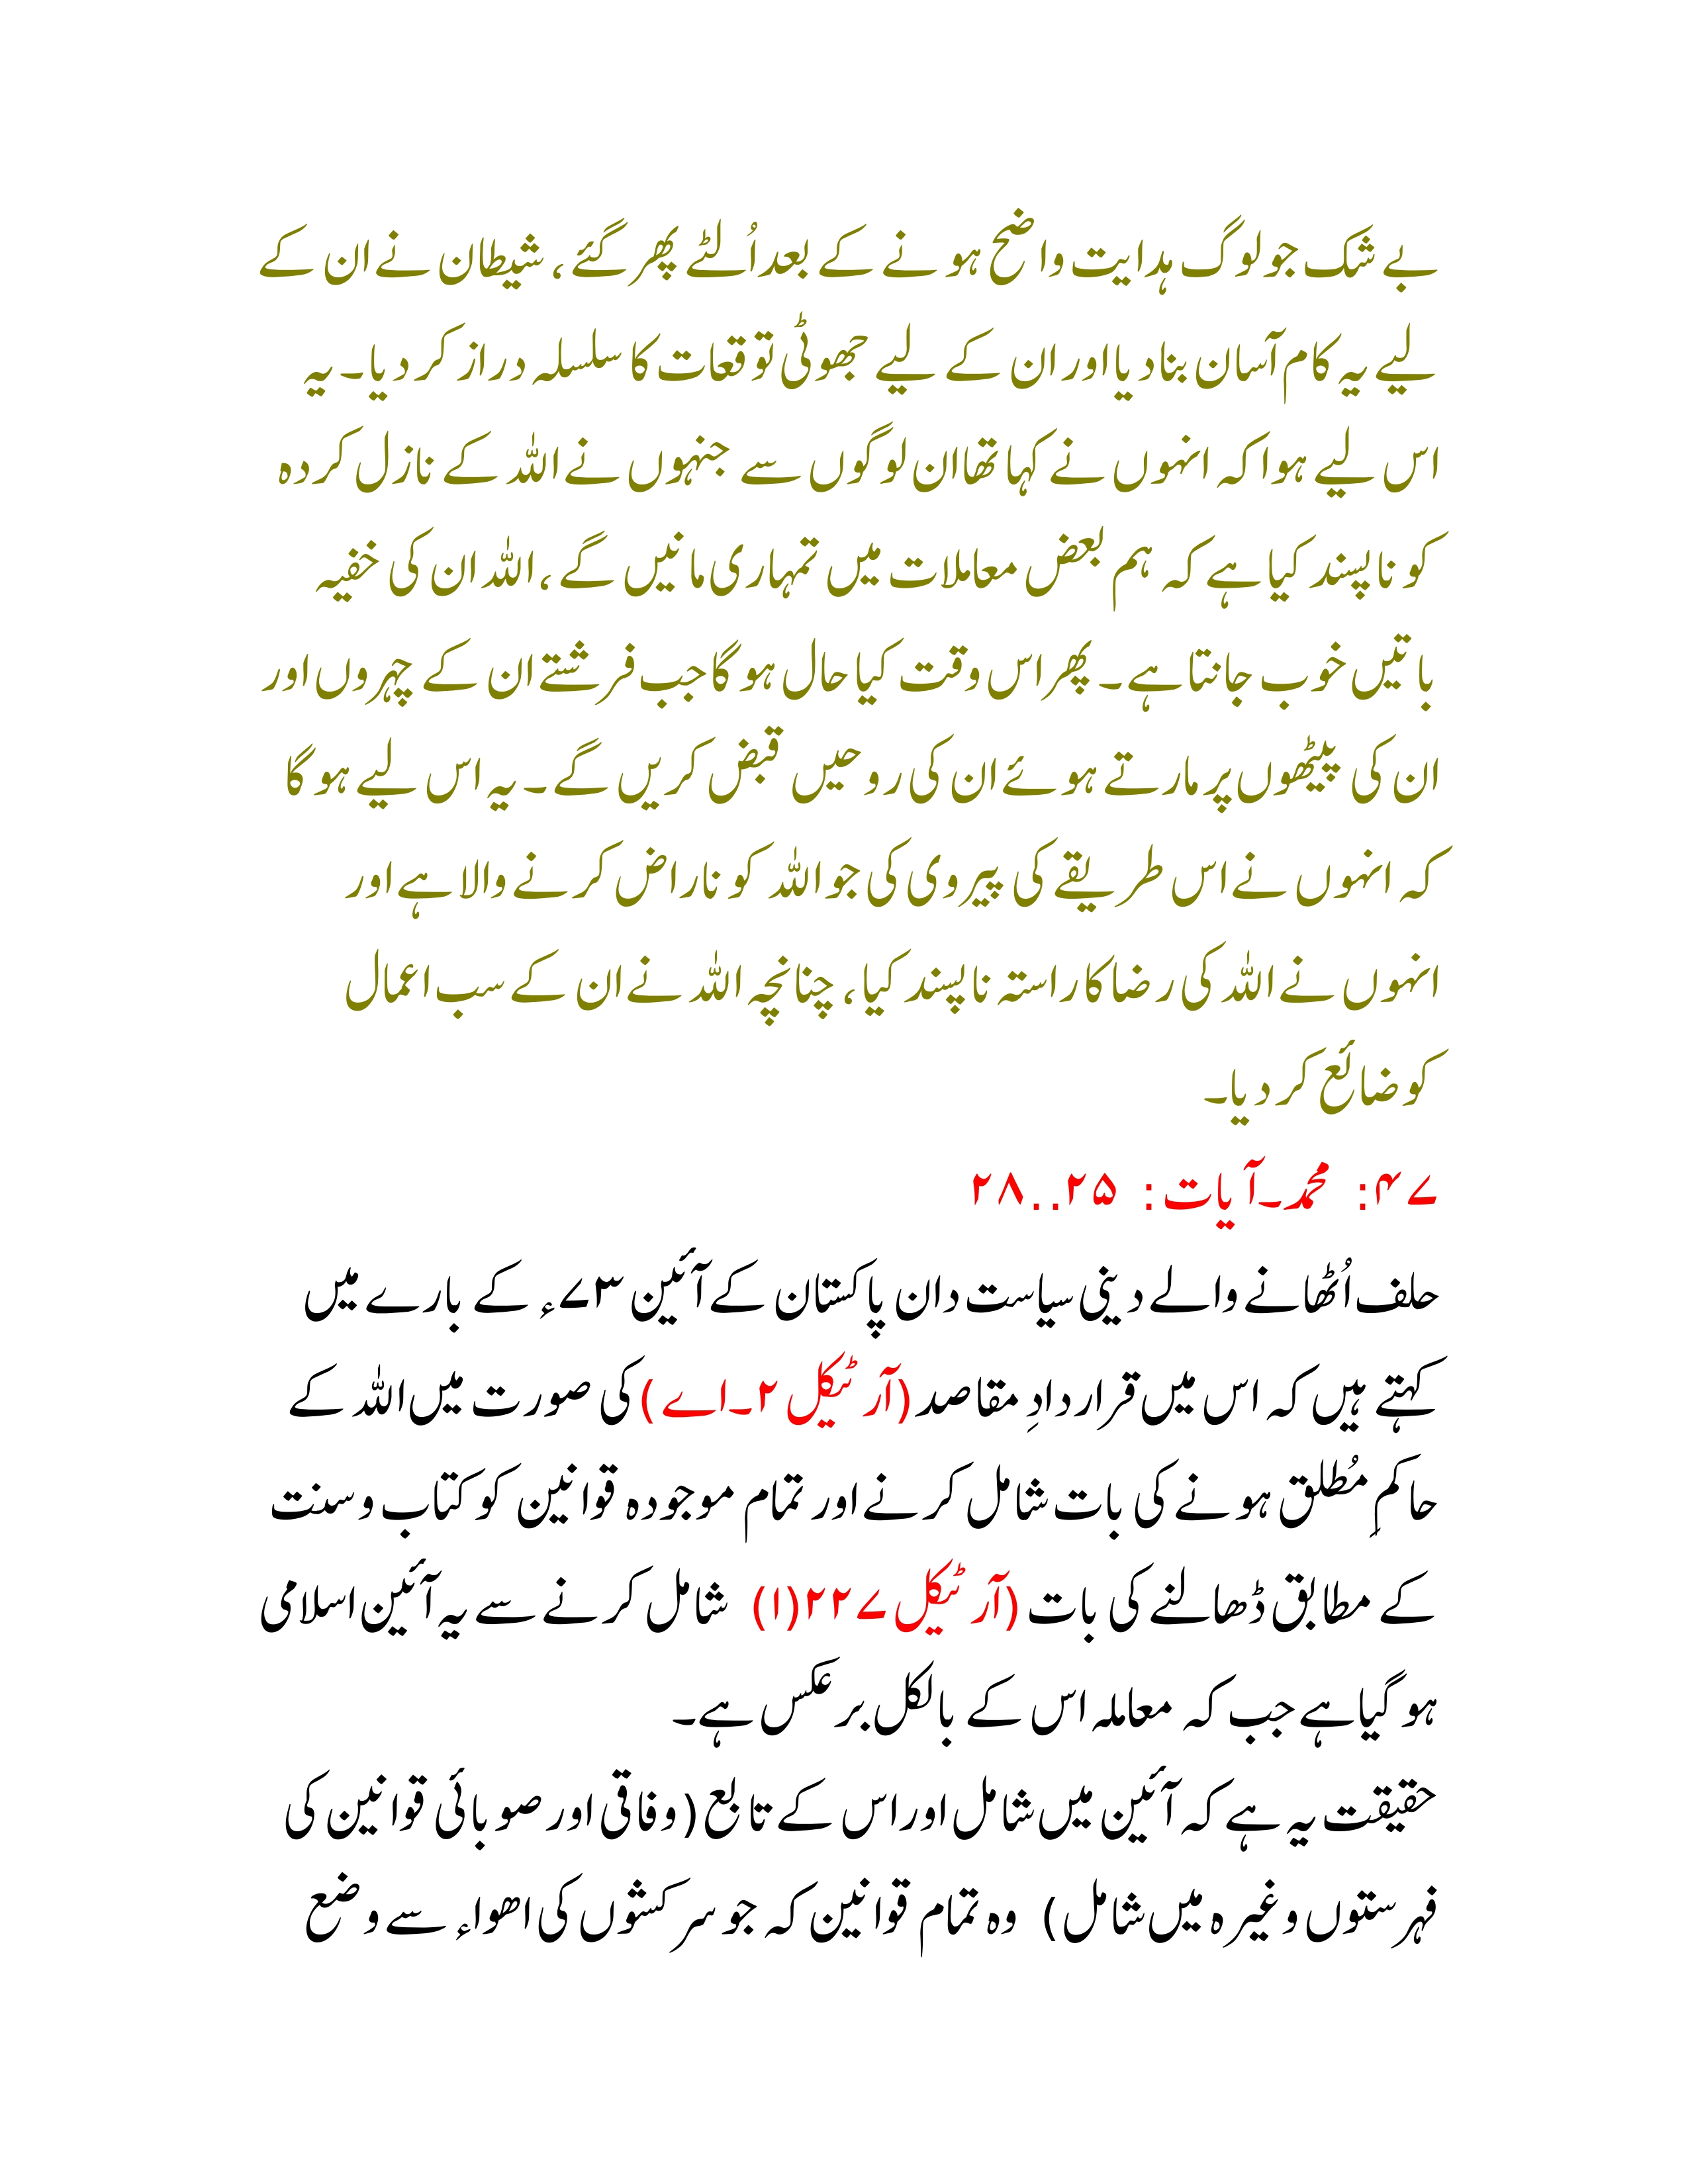 بے شک جو لوگ ہدایت واضح ہو نے کے بعد اُلٹے پھر گئے، شیطان نے ان کے
لیے یہ کام آسان بنا دیا اور ان کے لیے جھوٹی توقعات کا سلسلہ دراز کر دیا۔ یہ
اس لیے ہوا کہ انہوں نے کہا تھا ان لوگوں سے جنہوں نے اللہ کے نازل کردہ
کو نا پسند کیا ہے کہ ہم بعض معاملات میں تمہاری مانیں گے، اللہ ان کی خفیہ
باتیں خوب جانتا ہے۔ پھر اس وقت کیا حال ہو گا جب فرشتے ان کے چہروں اور
ان کی پیٹھوں پر مارتے ہوئے ان کی روحیں قبض کریں گے۔ یہ اس لیے ہو گا
کہ انہوں نے اس طریقے کی پیروی کی جو اللہ کو ناراض کرنے والا ہے اور
انہوں نے اللہ کی رضا کا راستہ نا پسند کیا، چنانچہ اللہ نے ان کے سب اعمال
کو ضائع کر دیا۔
۴۷: محمد۔آیات: ۲۵..۲۸
حلف اُٹھانے والے دینی سیاست دان پاکستان کے آئین ۷۳ء کے بارے میں
کہتے ہیں کہ اس میں قراردادِ مقاصد (آرٹیکل ۲۔اے) کی صورت میں اللہ کے
حاکمِ مُطلق ہونے کی بات شامل کرنے اور تمام موجودہ قوانین کو کتاب و سنت
کے مطابق ڈھالنے کی بات (آرٹیکل ۲۲۷(۱) شامل کرنے سے یہ آئین اسلامی
ہو گیا ہے جب کہ معاملہ اس کے بالکل برعکس ہے۔
حقیقت یہ ہے کہ آئین میں شامل اور اس کے تابع (وفاقی اور صوبائی قوانین کی
فہرستوں وغیرہ میں شامل) وہ تمام قوانین کہ جو سرکشوں کی اھواء سے وضع